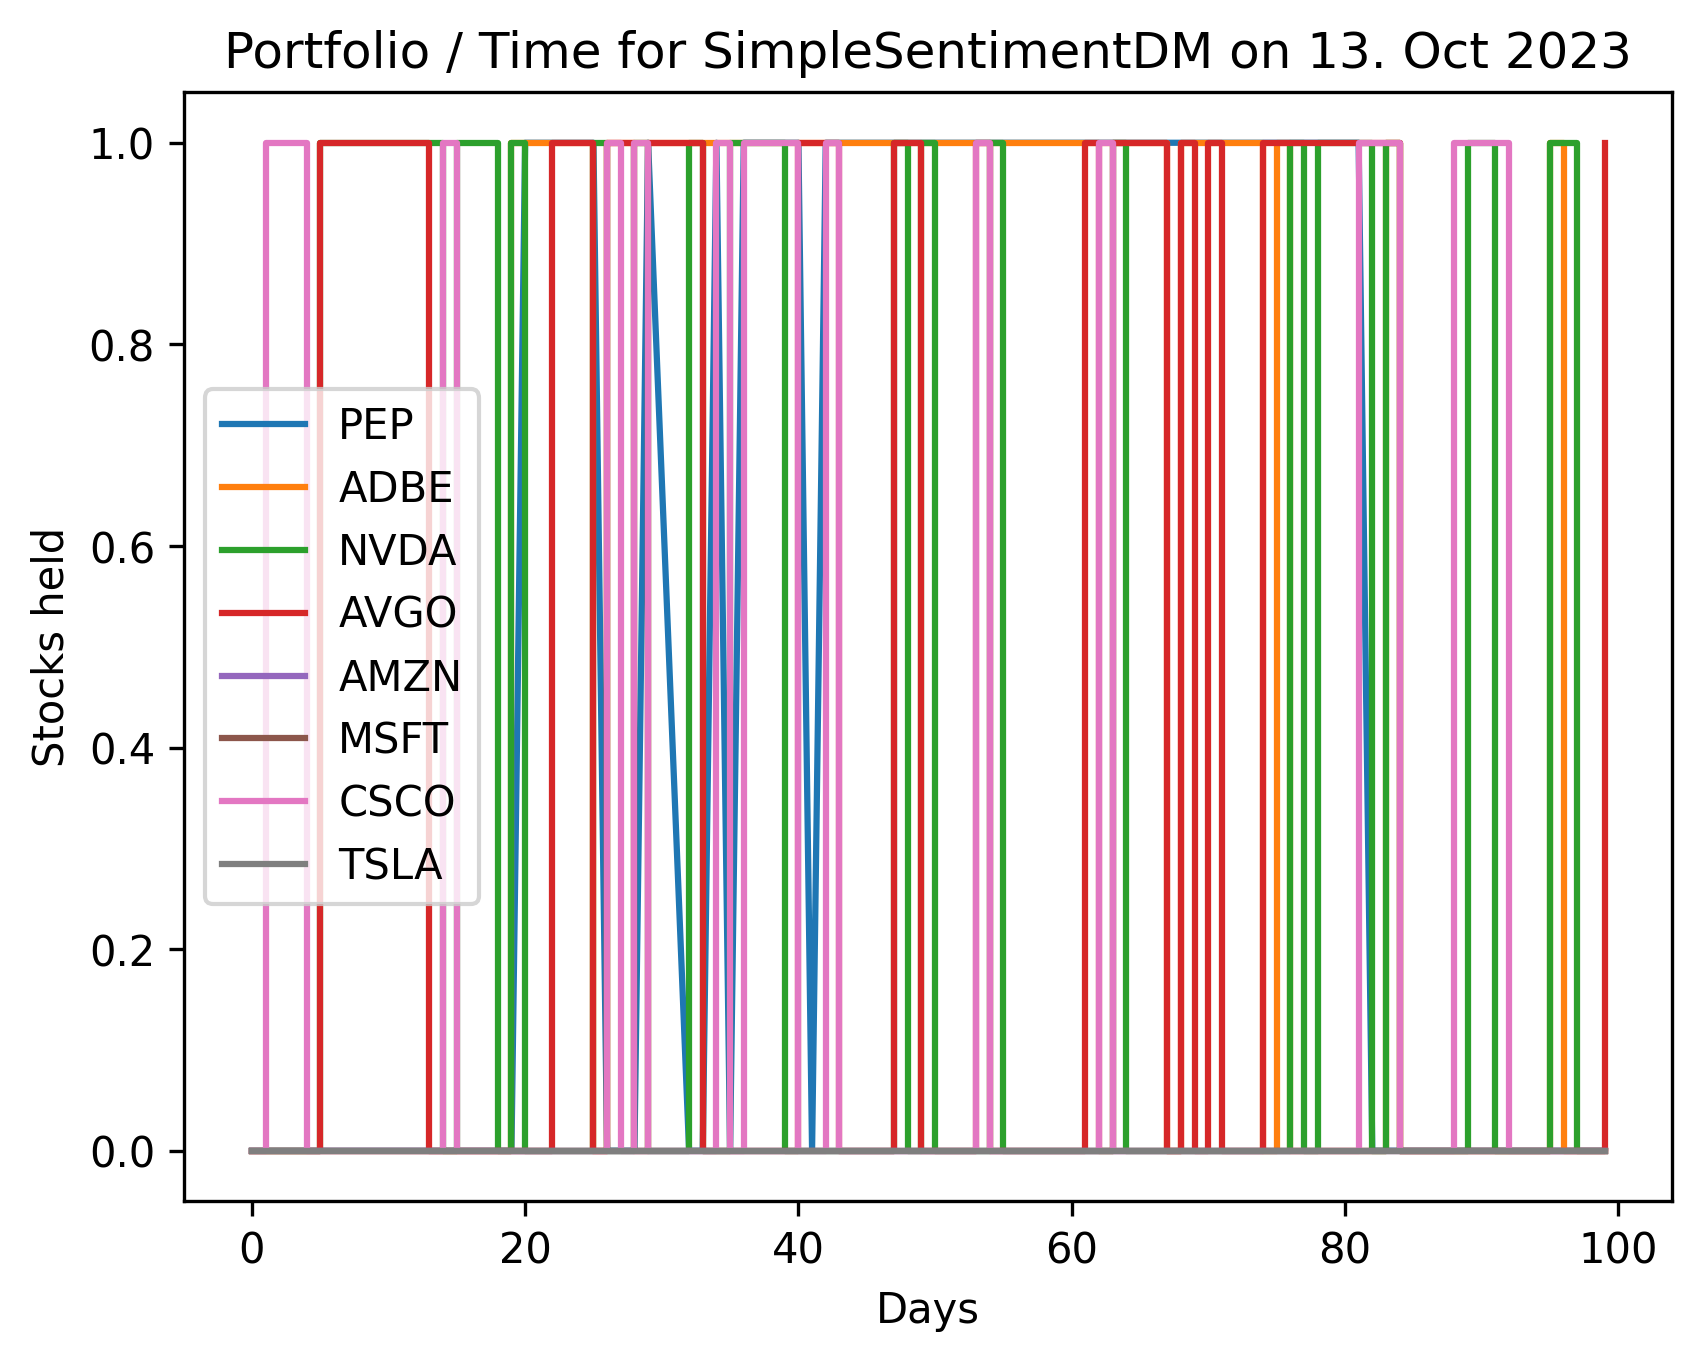 Portfolio / Time for SimpleSentimentDM on 13. Oct 2023
1.0
0.8
0.6
0.4
0.2
0.0
Stocks held
PEP
ADBE
NVDA
AVGO
AMZN
MSFT
CSCO
TSLA
0 20 40 60 80 100
Days